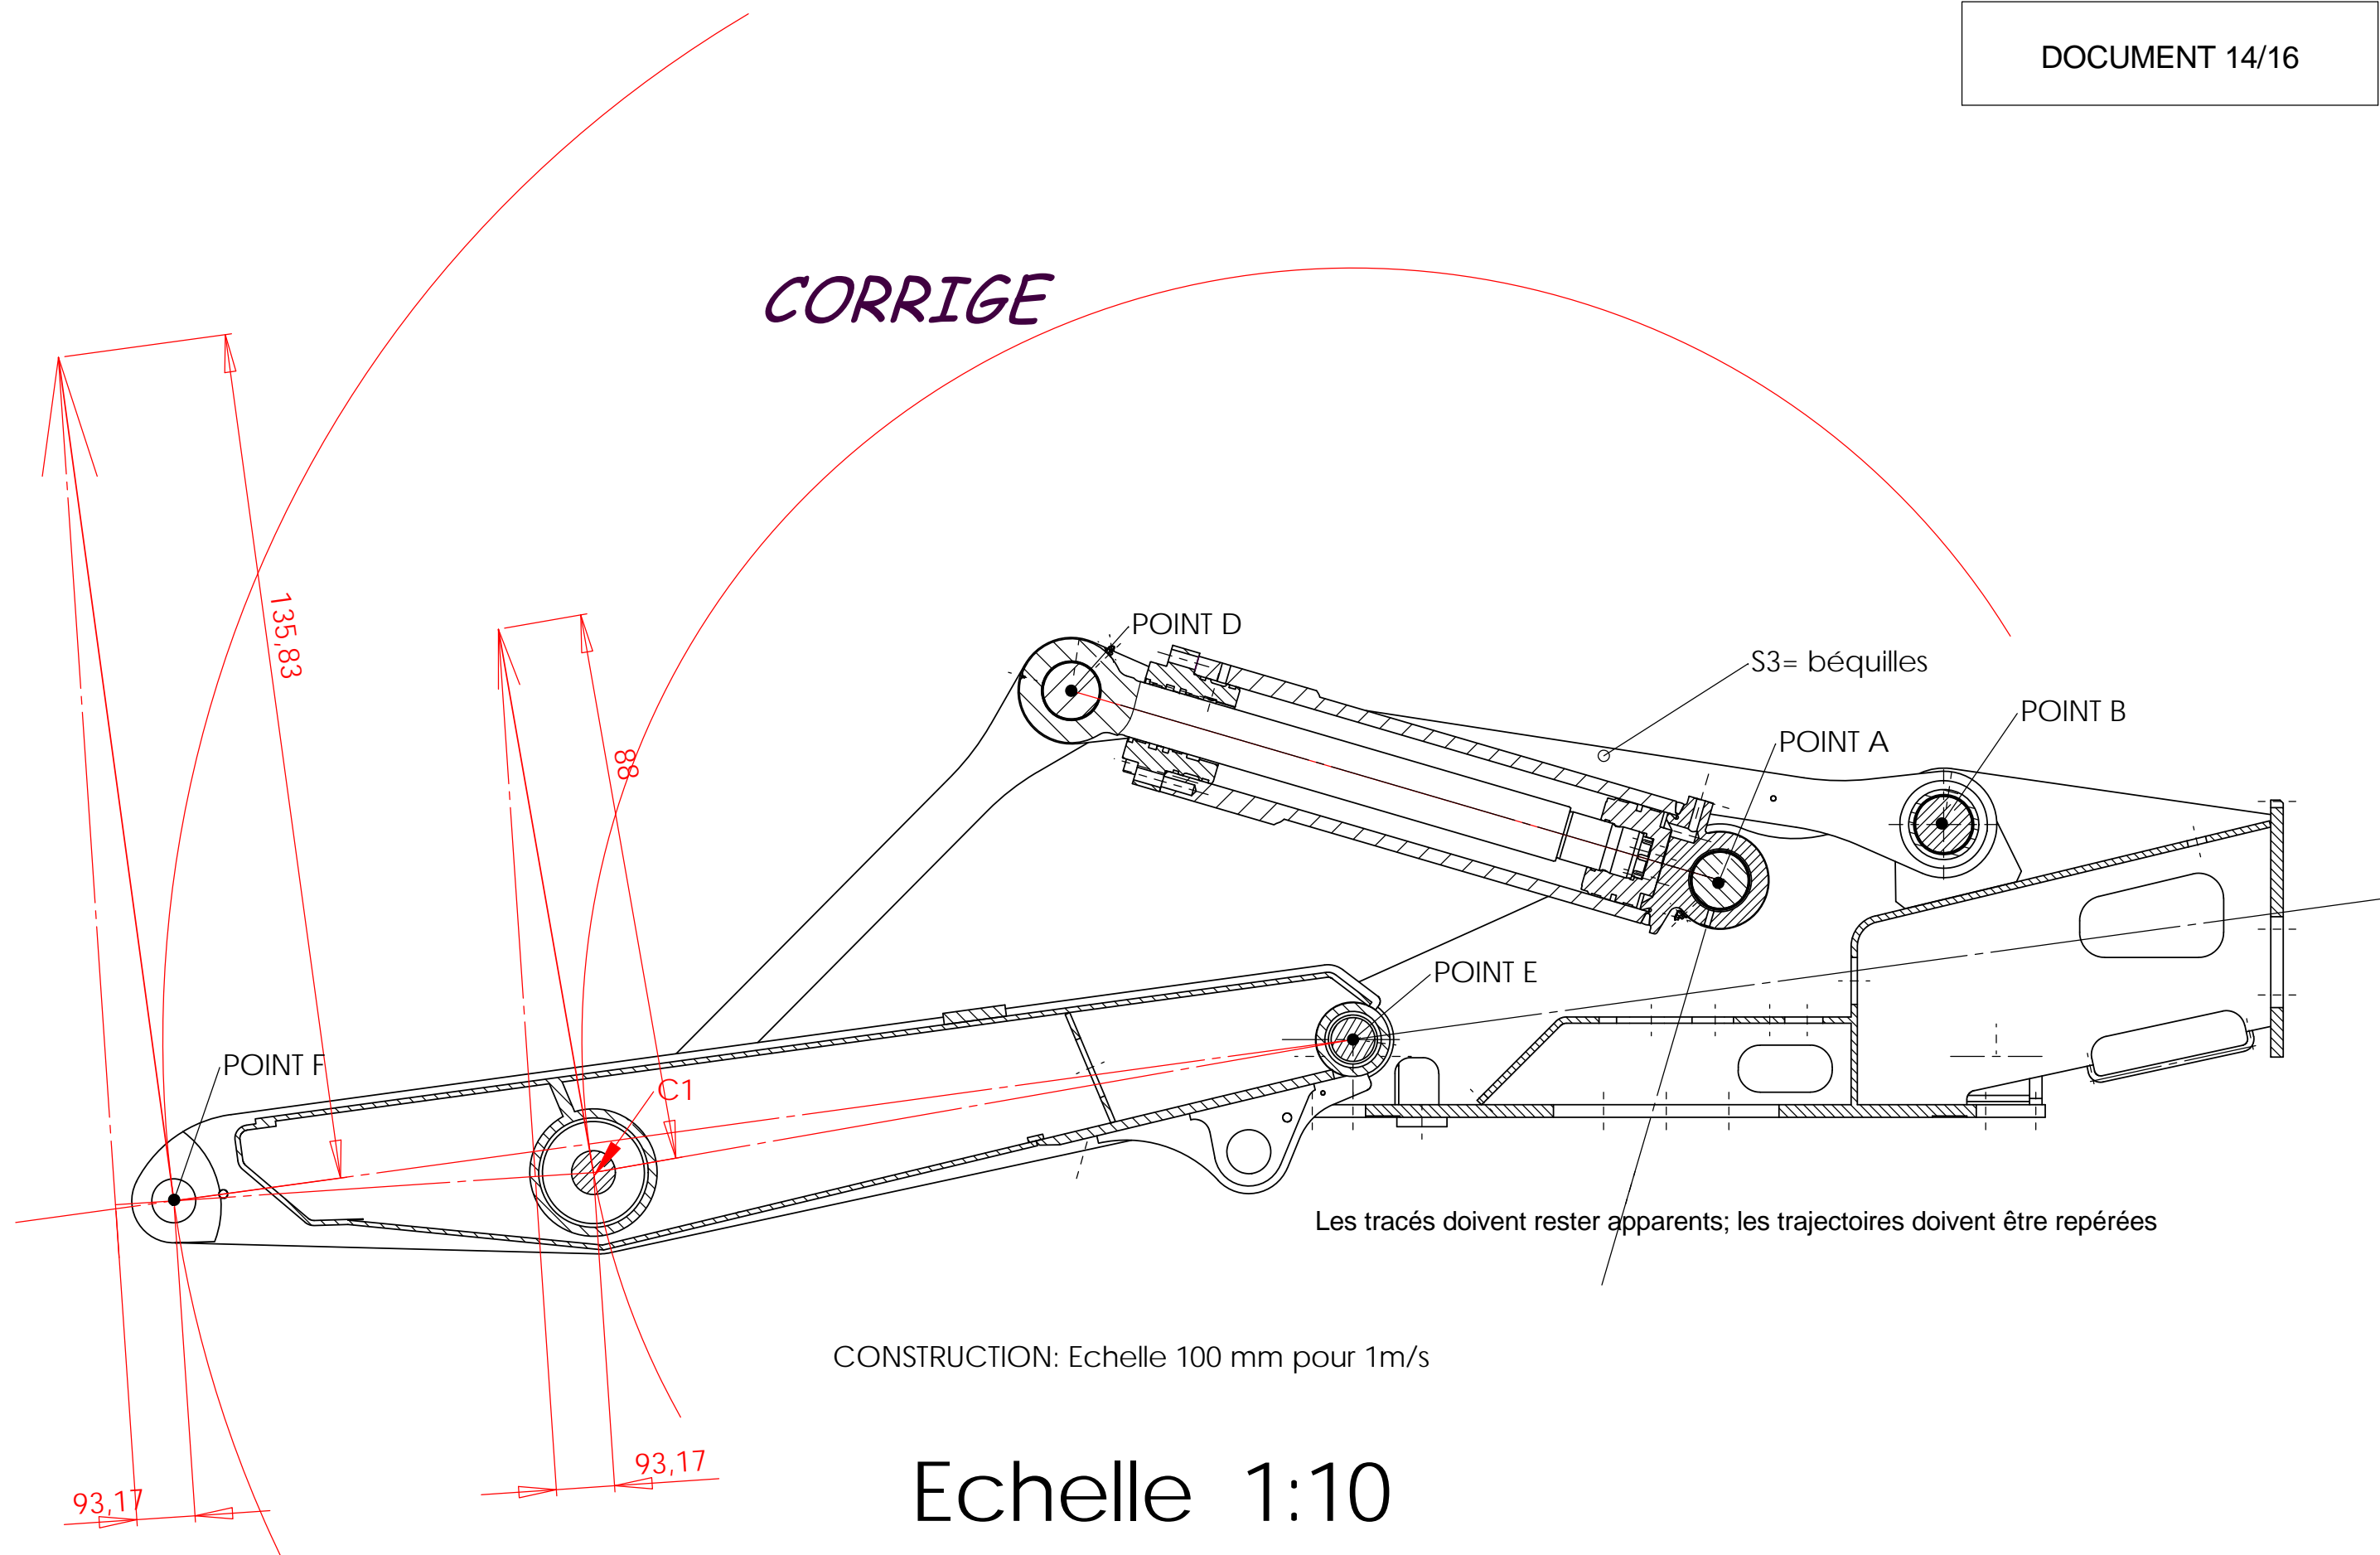 DOCUMENT 14/16
CORRIGE
135,83
POINT D
S3= béquilles
POINT B
POINT A
88
POINT E
POINT F
C1
Les tracés doivent rester apparents; les trajectoires doivent être repérées
CONSTRUCTION: Echelle 100 mm pour 1m/s
93,17
93,17
Echelle 1:10